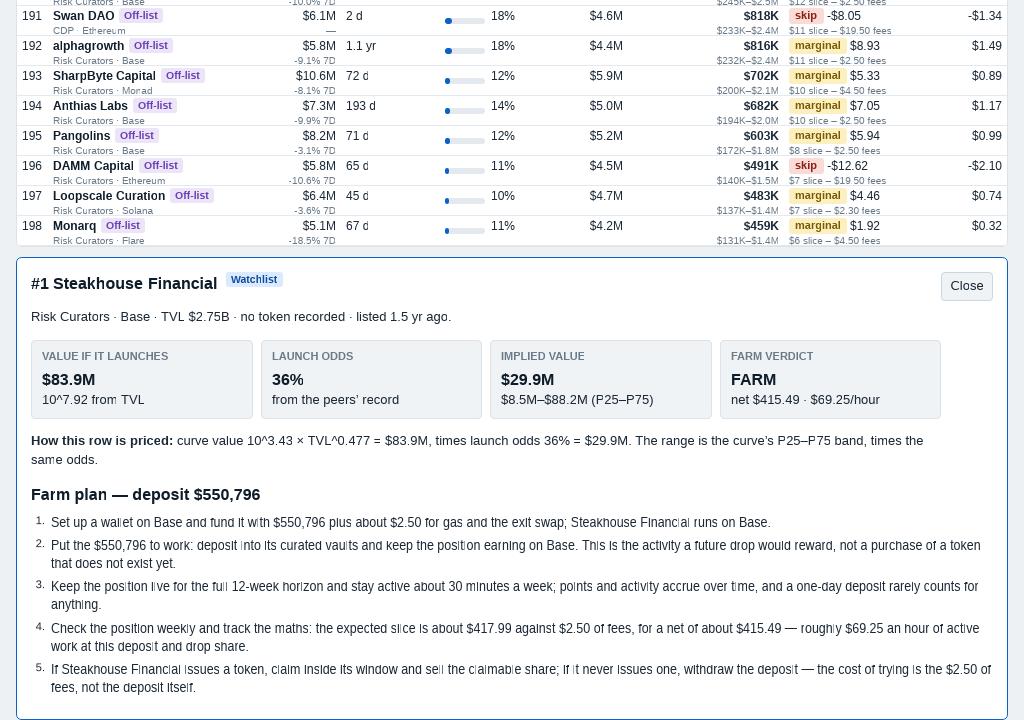 Risk Curators · Base -10.0% 7D $245K–$2.5M $12 slice – $2.50 fees
191 Swan DAO Off-list $6.1M 2 d 18% $4.6M $818K skip -$8.05 -$1.34
CDP · Ethereum — $233K–$2.4M $11 slice – $19.50 fees
192 alphagrowth Off-list $5.8M 1.1 yr 18% $4.4M $816K marginal $8.93 $1.49
Risk Curators · Base -9.1% 7D $232K–$2.4M $11 slice – $2.50 fees
193 SharpByte Capital Off-list $10.6M 72 d 12% $5.9M $702K marginal $5.33 $0.89
Risk Curators · Monad -8.1% 7D $200K–$2.1M $10 slice – $4.50 fees
194 Anthias Labs Off-list $7.3M 193 d 14% $5.0M $682K marginal $7.05 $1.17
Risk Curators · Base -9.9% 7D $194K–$2.0M $10 slice – $2.50 fees
195 Pangolins Off-list $8.2M 71 d 12% $5.2M $603K marginal $5.94 $0.99
Risk Curators · Base -3.1% 7D $172K–$1.8M $8 slice – $2.50 fees
196 DAMM Capital Off-list $5.8M 65 d 11% $4.5M $491K skip -$12.62 -$2.10
Risk Curators · Ethereum -10.6% 7D $140K–$1.5M $7 slice – $19.50 fees
197 Loopscale Curation Off-list $6.4M 45 d 10% $4.7M $483K marginal $4.46 $0.74
Risk Curators · Solana -3.6% 7D $137K–$1.4M $7 slice – $2.30 fees
198 Monarq Off-list $5.1M 67 d 11% $4.2M $459K marginal $1.92 $0.32
Risk Curators · Flare -18.5% 7D $131K–$1.4M $6 slice – $4.50 fees
#1 Steakhouse Financial Watchlist Close
Risk Curators · Base · TVL $2.75B · no token recorded · listed 1.5 yr ago.
VALUE IF IT LAUNCHES LAUNCH ODDS IMPLIED VALUE FARM VERDICT
$83.9M 36% $29.9M FARM
10^7.92 from TVL from the peers’ record $8.5M–$88.2M (P25–P75) net $415.49 · $69.25/hour
How this row is priced: curve value 10^3.43 × TVL^0.477 = $83.9M, times launch odds 36% = $29.9M. The range is the curve’s P25–P75 band, times the
same odds.
Farm plan — deposit $550,796
1. Set up a wallet on Base and fund it with $550,796 plus about $2.50 for gas and the exit swap; Steakhouse Financial runs on Base.
2. Put the $550,796 to work: deposit into its curated vaults and keep the position earning on Base. This is the activity a future drop would reward, not a purchase of a token
that does not exist yet.
3. Keep the position live for the full 12-week horizon and stay active about 30 minutes a week; points and activity accrue over time, and a one-day deposit rarely counts for
anything.
4. Check the position weekly and track the maths: the expected slice is about $417.99 against $2.50 of fees, for a net of about $415.49 — roughly $69.25 an hour of active
work at this deposit and drop share.
5. If Steakhouse Financial issues a token, claim inside its window and sell the claimable share; if it never issues one, withdraw the deposit — the cost of trying is the $2.50 of
fees, not the deposit itself.